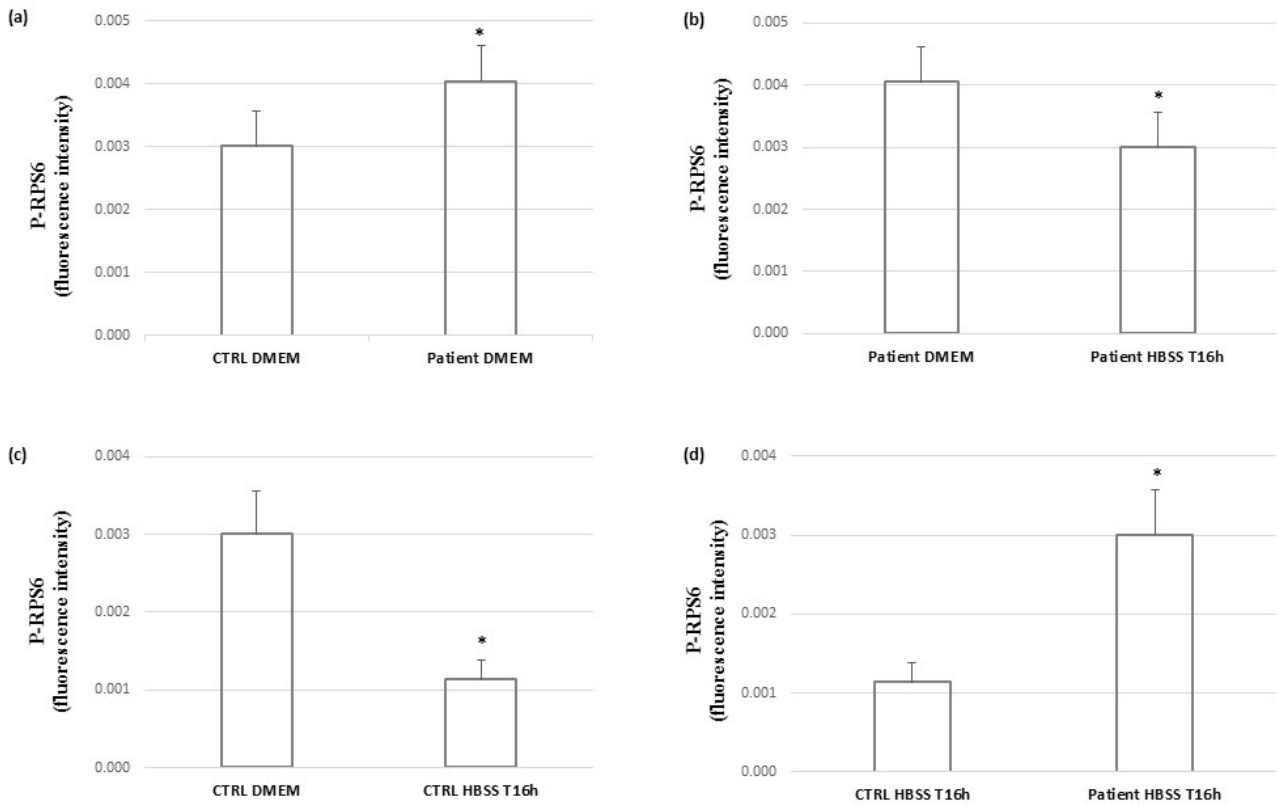 (a)
P-RPS6
(fluorescence intensity)
0.005
0.004
0.003
0.002
0.001
0.000
*
CTRL DMEM
Patient DMEM
(b)
P-RPS6
(fluorescence intensity)
0.005
0.004
0.003
0.002
0.001
0.000
*
Patient DMEM
Patient HBSS T16h
(c)
P-RPS6
(fluorescence intensity)
0.004
0.003
0.002
0.001
0.000
*
CTRL DMEM
CTRL HBSS T16h
(d)
P-RPS6
(fluorescence intensity)
0.004
0.003
0.002
0.001
0.000
*
CTRL HBSS T16h
Patient HBSS T16h